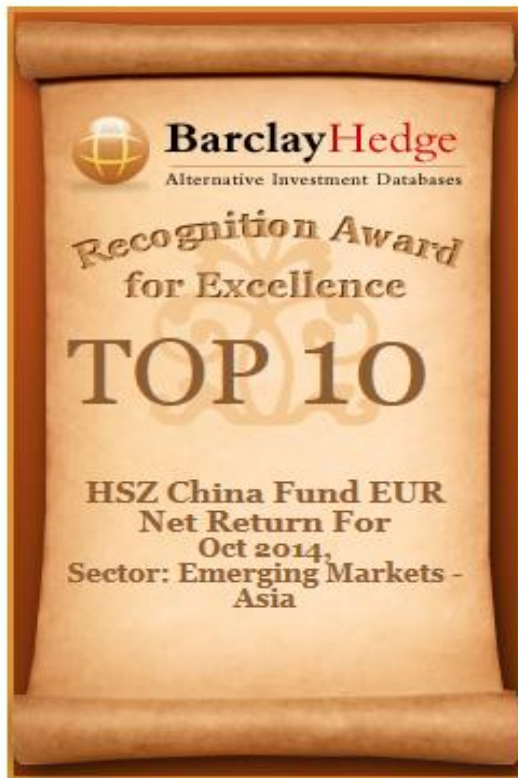 BarclayHedge
Alternative Investment Databases
Recognition Award
for Excellence
TOP 10
HSZ China Fund EUR
Net Return For
Oct 2014,
Sector: Emerging Markets -
Asia